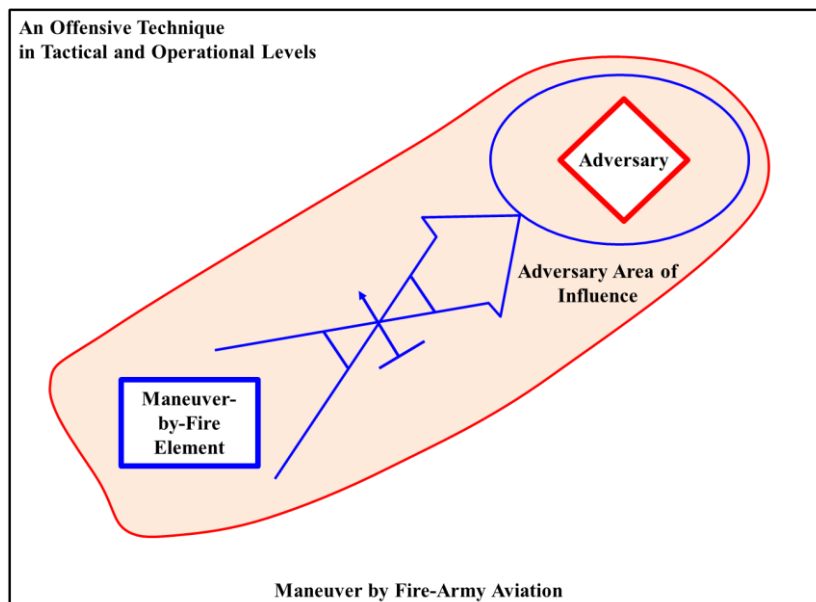 An Offensive Technique
in Tactical and Operational Levels
Adversary
Adversary Area of
Influence
Maneuver-
by-Fire
Element
Maneuver by Fire-Army Aviation